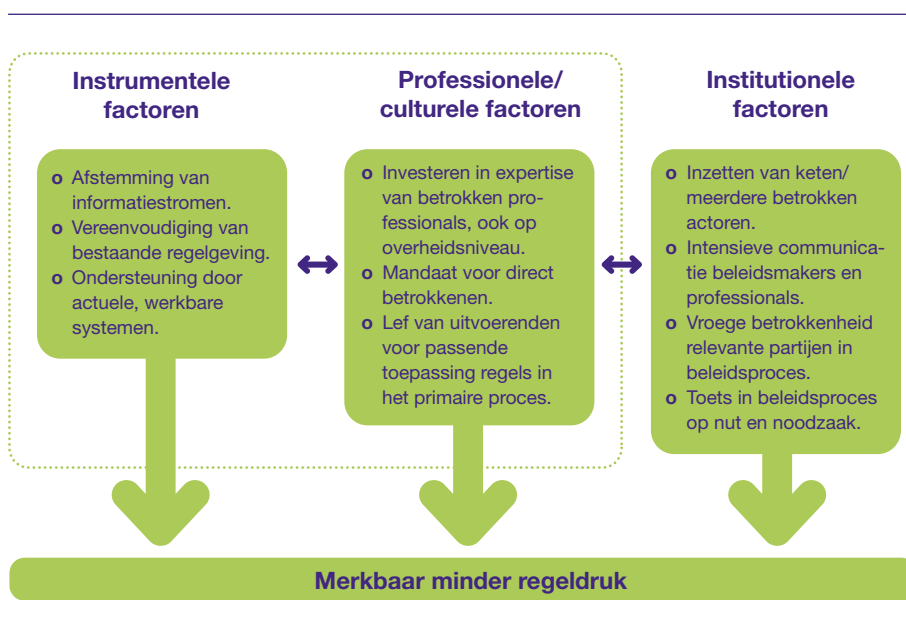 Instrumentele
factoren
o Afstemming van
informatiestromen.
o Vereenvoudiging van
bestaande regelgeving.
o Ondersteuning door
actuele, werkbare
systemen.
Professionele/
culturele factoren
o Investeren in expertise
van betrokken pro-
fessionals, ook op
overheidsniveau.
o Mandaat voor direct
betrokkenen.
o Lef van uitvoerenden
voor passende
toepassing regels in
het primaire proces.
Institutionele
factoren
o Inzetten van keten/
meerdere betrokken
actoren.
o Intensieve communica-
tie beleidsmakers en
professionals.
o Vroege betrokkenheid
relevante partijen in
beleidsproces.
o Toets in beleidsproces
op nut en noodzaak.
Merkbaar minder regeldruk